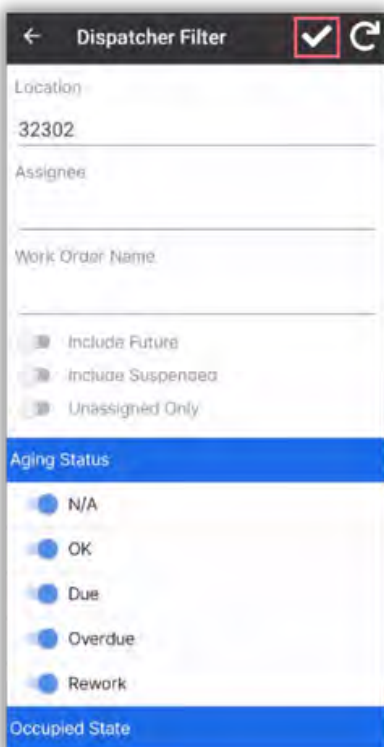 Dispatcher Filter
Location
32302
Assignee
Work Order Name
Include Future
Include Suspended
Unassigned Only
Aging Status
N/A
OK
Due
Overdue
Rework
Occupied State